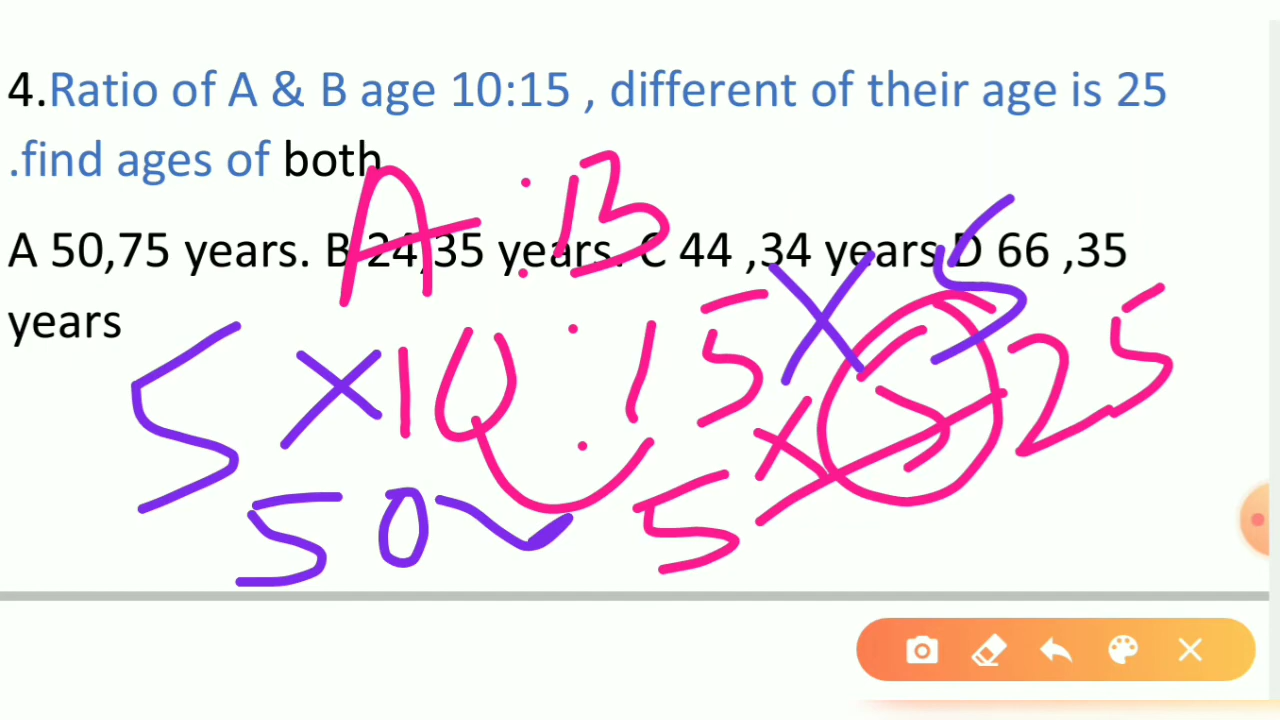 4.Ratio of A & B age 10:15 , different of their age is 25
.find ages of both
A 50,75 years. B 24,35 years. C 44 ,34 years D 66 ,35
years
A : B
5 × 10 : 15 × 5
5 × 5 25
50